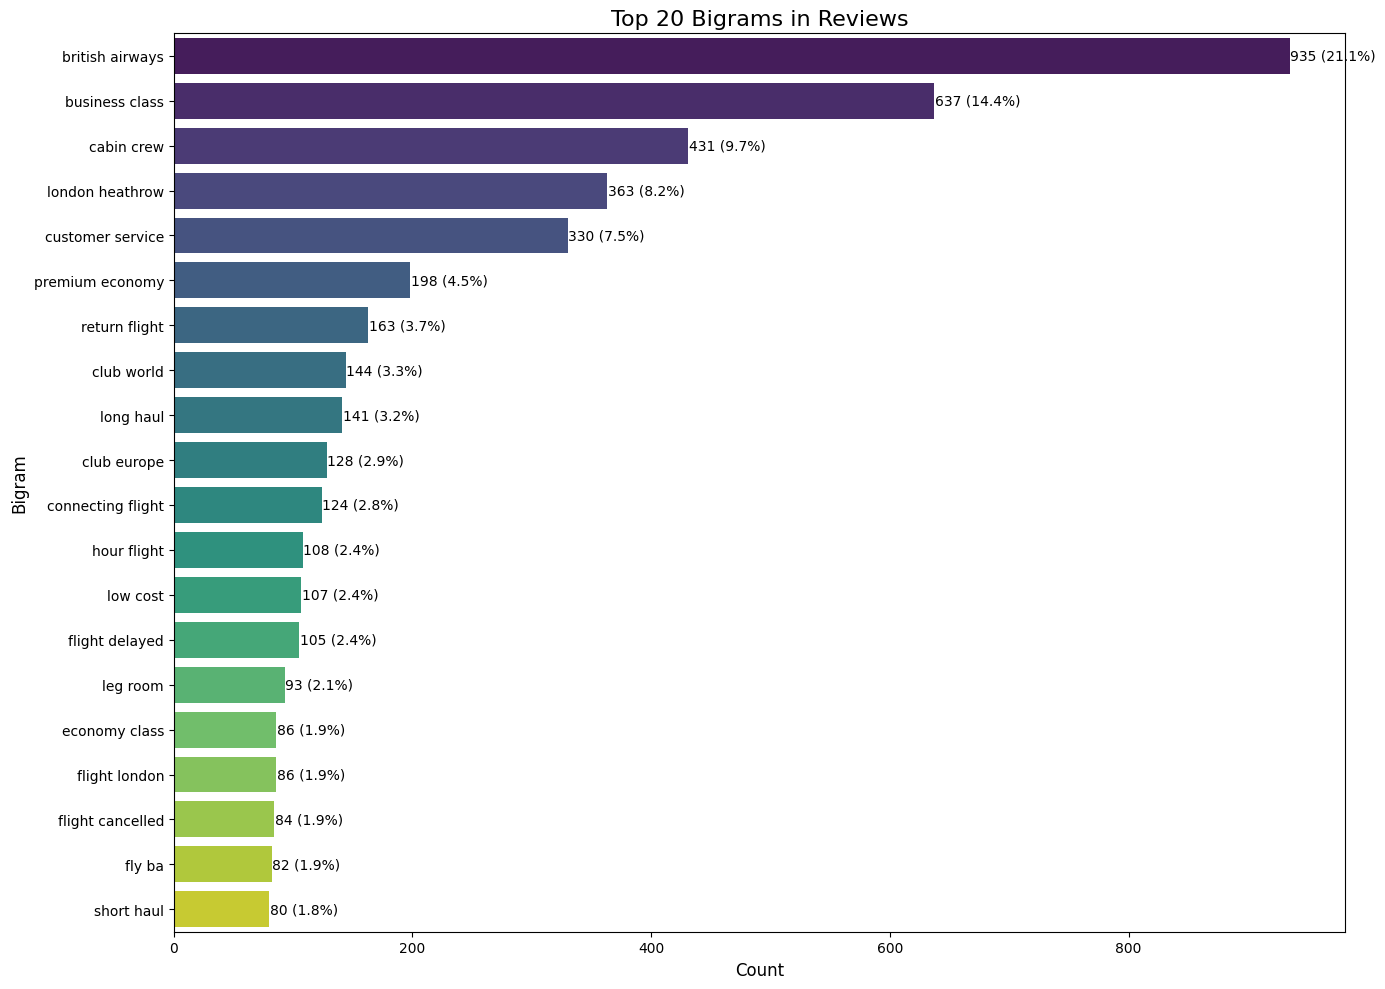 Top 20 Bigrams in Reviews
british airways 935 (21.1%)
business class 637 (14.4%)
cabin crew 431 (9.7%)
london heathrow 363 (8.2%)
customer service 330 (7.5%)
premium economy 198 (4.5%)
return flight 163 (3.7%)
club world 144 (3.3%)
long haul 141 (3.2%)
club europe 128 (2.9%)
connecting flight 124 (2.8%)
hour flight 108 (2.4%)
low cost 107 (2.4%)
flight delayed 105 (2.4%)
leg room 93 (2.1%)
economy class 86 (1.9%)
flight london 86 (1.9%)
flight cancelled 84 (1.9%)
fly ba 82 (1.9%)
short haul 80 (1.8%)
Bigram
0 200 400 600 800
Count